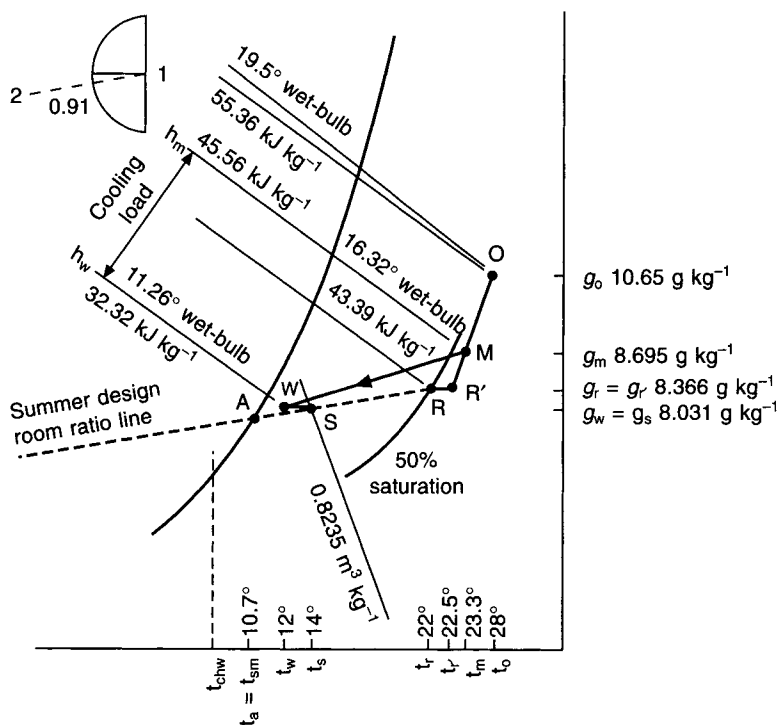 2
1
0.91
19.5° wet-bulb
55.36 kJ kg⁻¹
hₘ
45.56 kJ kg⁻¹
Cooling
load
h_w
11.26° wet-bulb
32.32 kJ kg⁻¹
16.32° wet-bulb
43.39 kJ kg⁻¹
O
gₒ 10.65 g kg⁻¹
M
gₘ 8.695 g kg⁻¹
R
R′
g_r = g_r′ 8.366 g kg⁻¹
A
W
S
g_w = g_s 8.031 g kg⁻¹
Summer design
room ratio line
50%
saturation
0.8235 m³ kg⁻¹
10.7°
12°
14°
22°
22.5°
23.3°
28°
t_chw
t_a = t_sm
t_w
t_s
t_r
t_r′
t_m
t_o